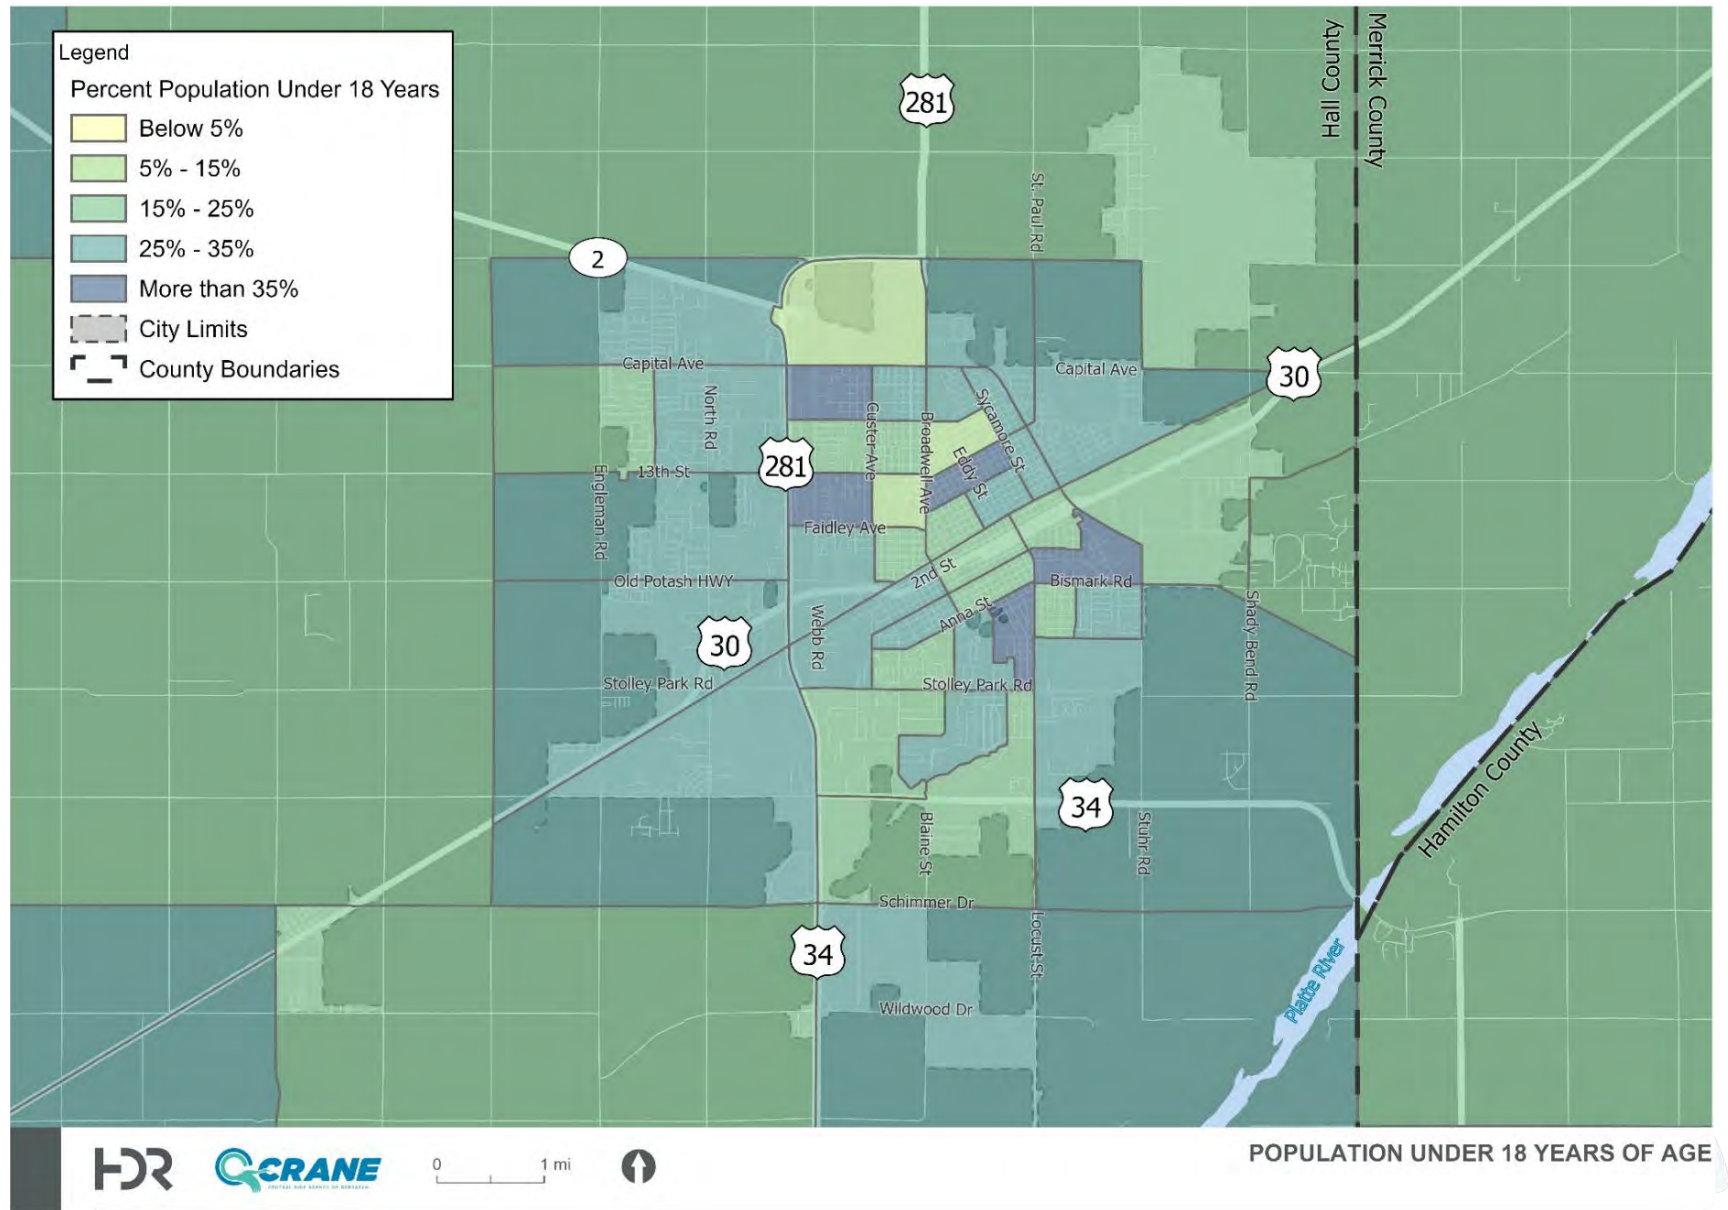 Legend
Percent Population Under 18 Years
Below 5%
5% - 15%
15% - 25%
25% - 35%
More than 35%
City Limits
County Boundaries
Hall County
Merrick County
281
St. Paul Rd
2
Capital Ave
Capital Ave
30
North Rd
Custer Ave
Broadwell Ave
Sycamore St
Eddy St
281
13th St
Engleman Rd
Faidley Ave
2nd St
Old Potash HWY
Bismark Rd
Anna St
Shady Bend Rd
Webb Rd
30
Stolley Park Rd
Stolley Park Rd
34
Hamilton County
Blaine St
Stuhr Rd
Schimmer Dr
Locust St
34
Wildwood Dr
Platte River
HDR
CRANE
0 1 mi
POPULATION UNDER 18 YEARS OF AGE